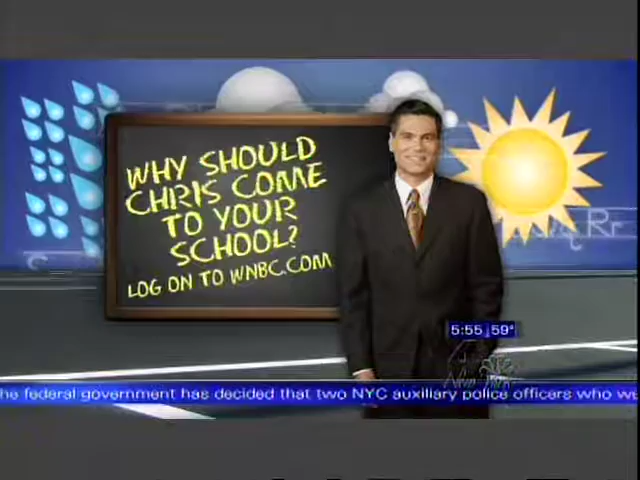 WHY SHOULD
CHRIS COME
TO YOUR
SCHOOL?
LOG ON TO WNBC.COM
Rr
5:55 59°
he federal government has decided that two NYC auxiliary police officers who we